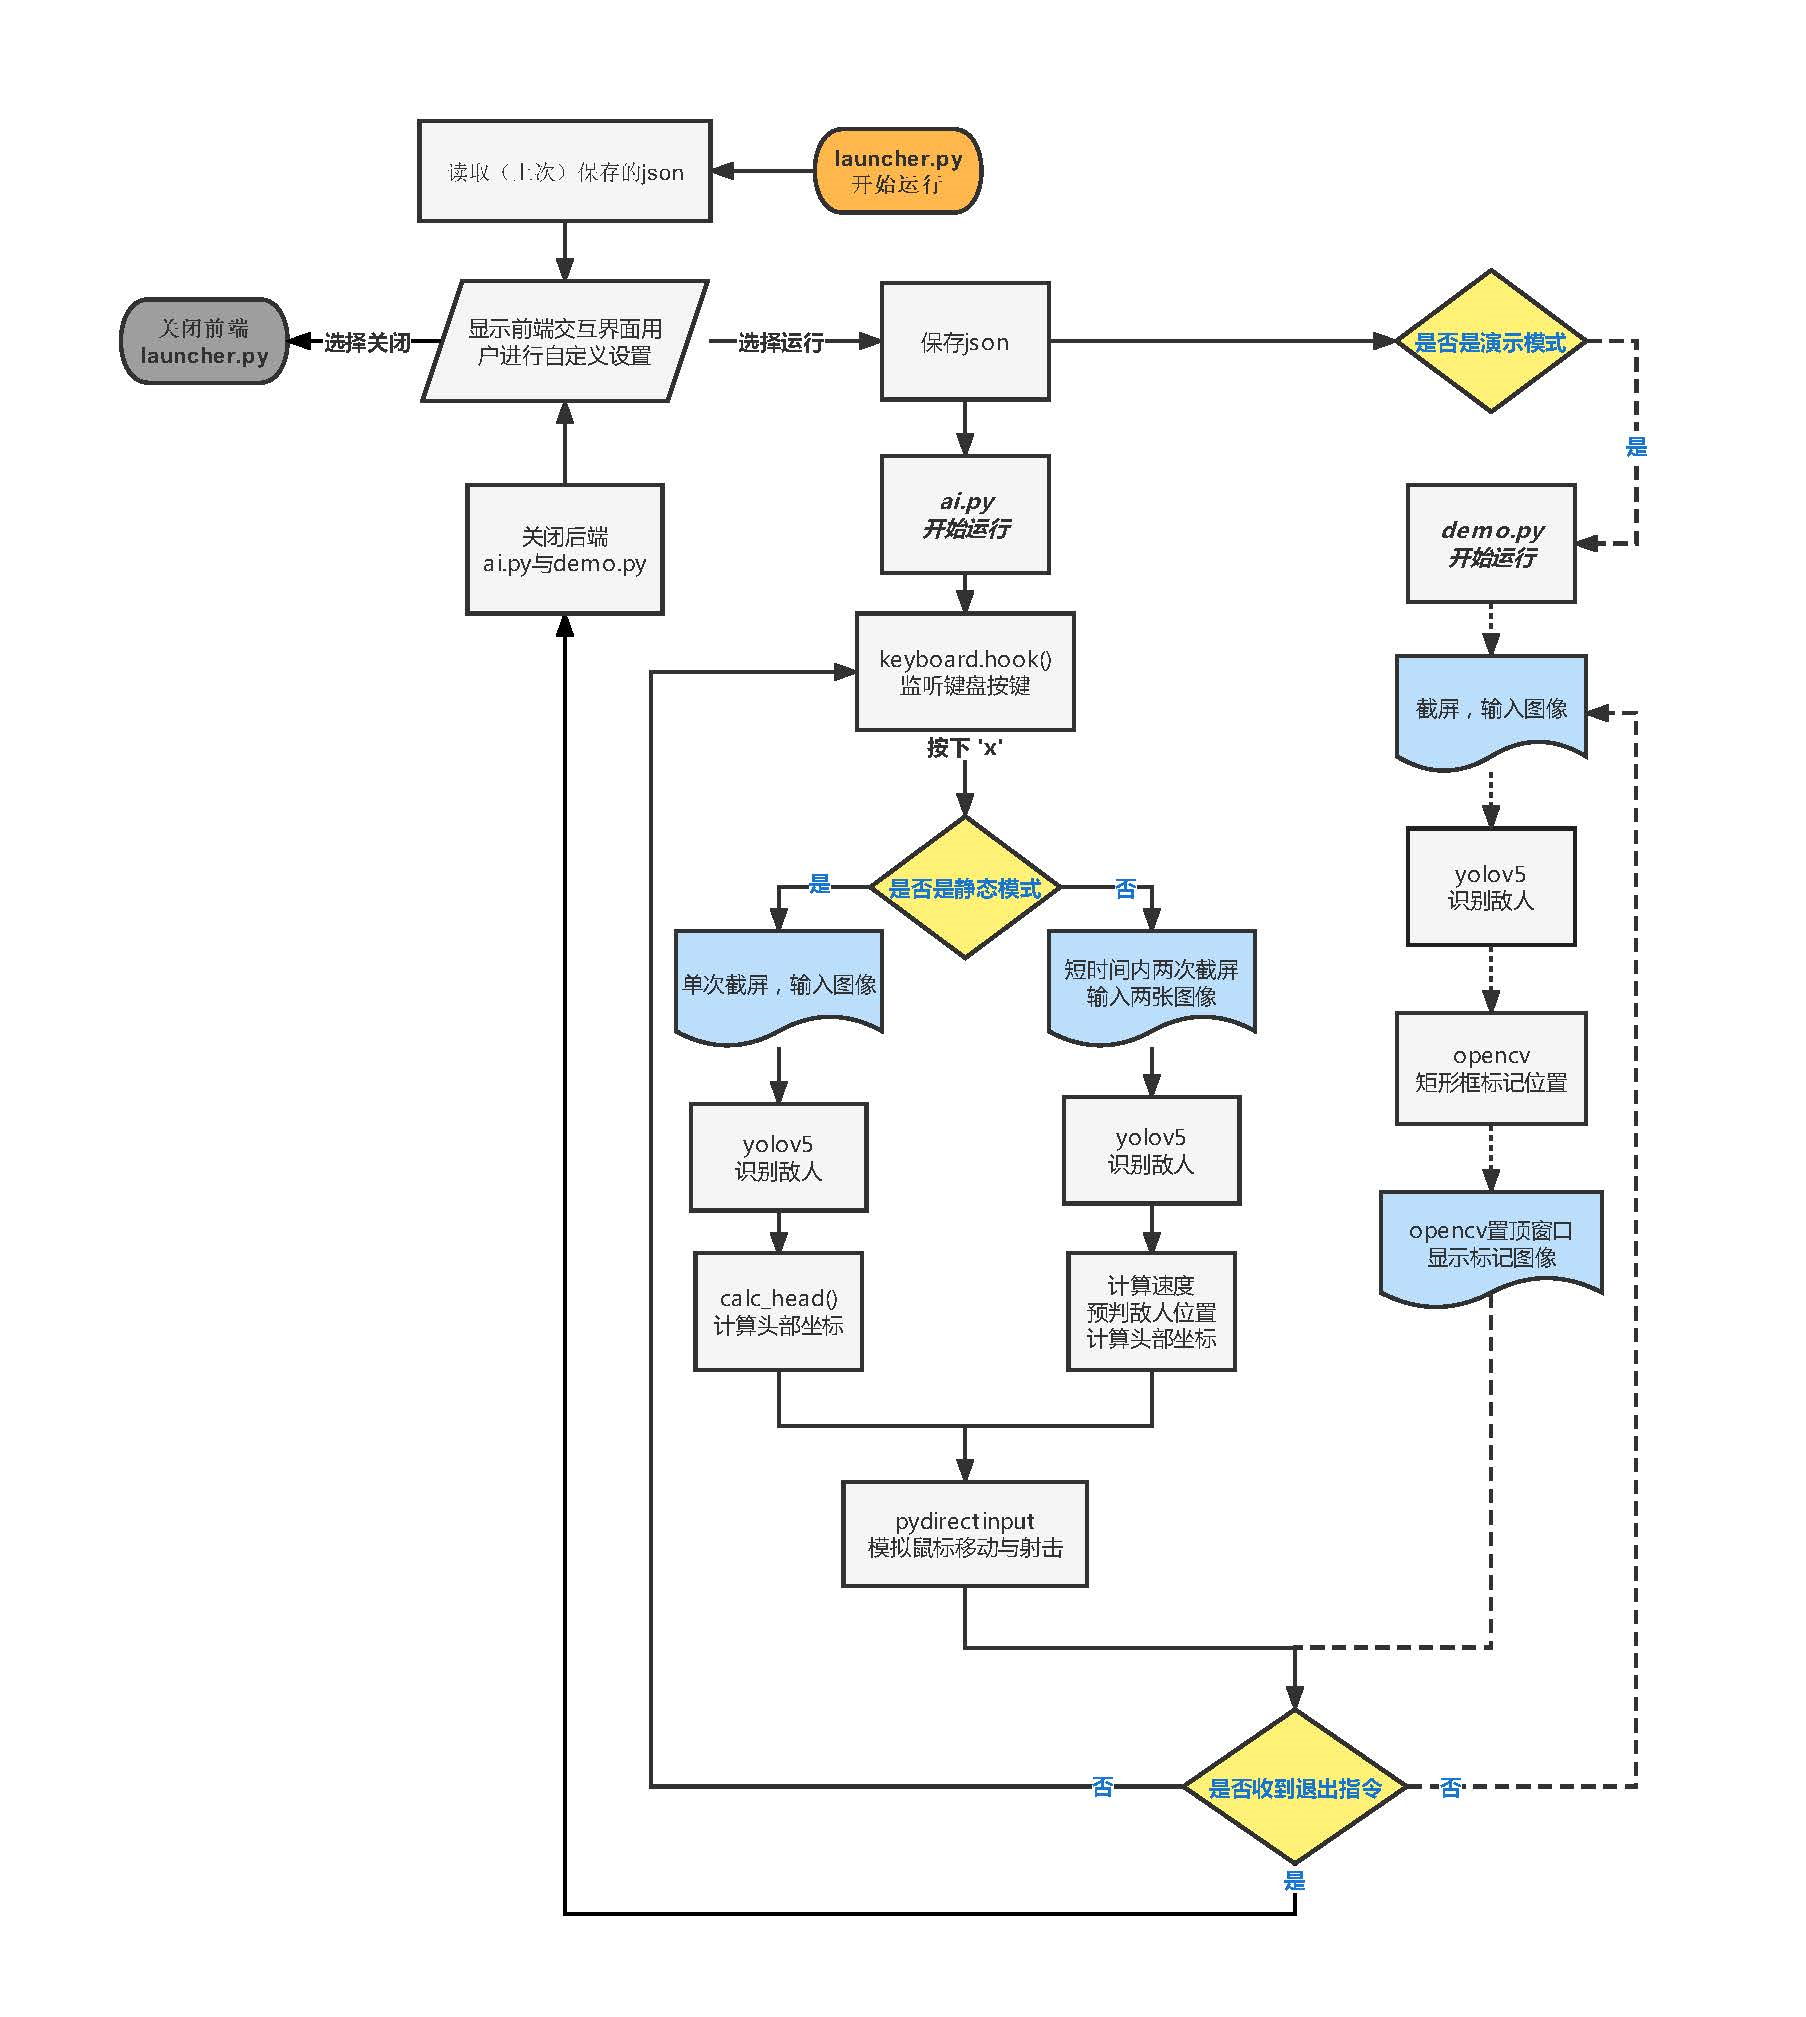 launcher.py
开始运行
读取（上次）保存的json
关闭前端
launcher.py
选择关闭
显示前端交互界面用
户进行自定义设置
选择运行
保存json
是否是演示模式
是
关闭后端
ai.py与demo.py
ai.py
开始运行
demo.py
开始运行
keyboard.hook()
监听键盘按键
按下 'x'
截屏，输入图像
是
是否是静态模式
否
yolov5
识别敌人
单次截屏，输入图像
短时间内两次截屏
输入两张图像
opencv
矩形框标记位置
yolov5
识别敌人
yolov5
识别敌人
opencv置顶窗口
显示标记图像
calc_head()
计算头部坐标
计算速度
预判敌人位置
计算头部坐标
pydirectinput
模拟鼠标移动与射击
否
是否收到退出指令
否
是